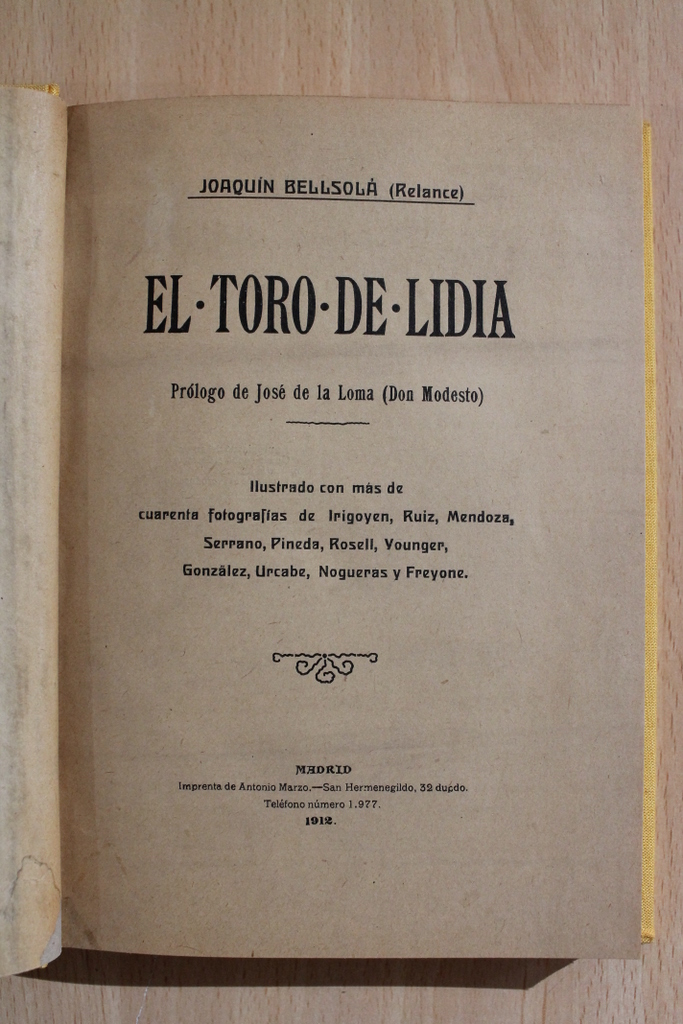 JOAQUÍN BELLSOLÁ (Relance)
EL·TORO·DE·LIDIA
Prólogo de José de la Loma (Don Modesto)
Ilustrado con más de
cuarenta fotografías de Irigoyen, Ruiz, Mendoza,
Serrano, Pineda, Rosell, Younger,
González, Urcabe, Nogueras y Freyone.
MADRID
Imprenta de Antonio Marzo.—San Hermenegildo, 32 dupdo.
Teléfono número 1.977.
1912.